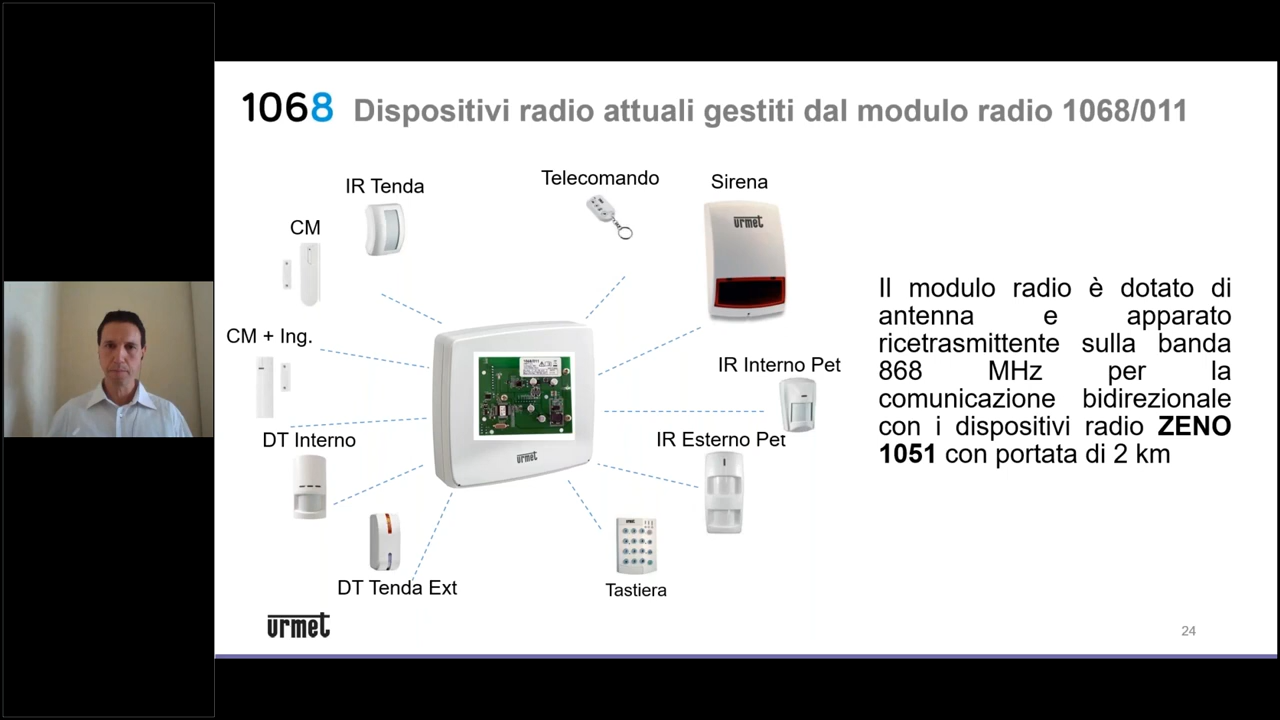 1068 Dispositivi radio attuali gestiti dal modulo radio 1068/011
IR Tenda
Telecomando
Sirena
CM
urmet
CM + Ing.
IR Interno Pet
DT Interno
IR Esterno Pet
urmet
DT Tenda Ext
Tastiera
Il modulo radio è dotato di
antenna e apparato
ricetrasmittente sulla banda
868 MHz per la
comunicazione bidirezionale
con i dispositivi radio ZENO
1051 con portata di 2 km
urmet
24